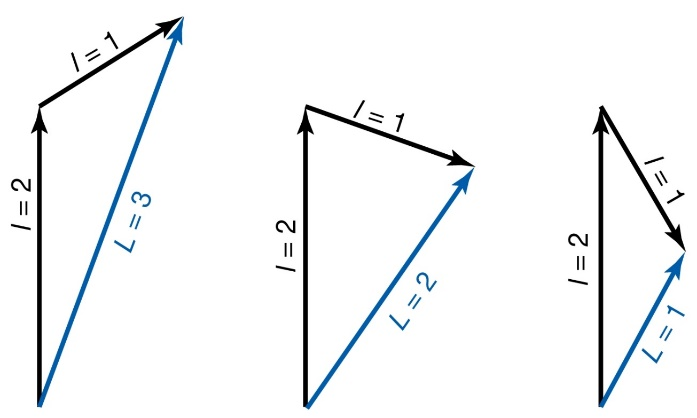 l = 1
l = 2
L = 3
l = 1
l = 2
L = 2
l = 1
l = 2
L = 1